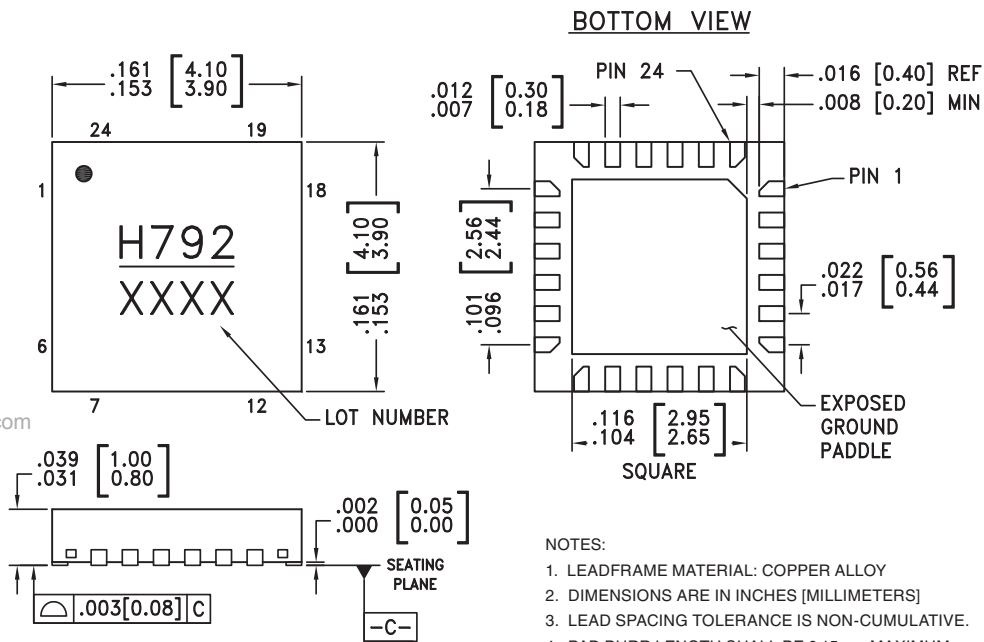 BOTTOM VIEW
.161 [4.10]
.153 [3.90]
24 19
1 18
H792
XXXX
6 13
7 12
[4.10]
[3.90]
.161
.153
LOT NUMBER
com
PIN 24
.016 [0.40] REF
.008 [0.20] MIN
.012 [0.30]
.007 [0.18]
PIN 1
[2.56]
[2.44]
.101
.096
.022 [0.56]
.017 [0.44]
.116 [2.95]
.104 [2.65]
SQUARE
EXPOSED
GROUND
PADDLE
.039 [1.00]
.031 [0.80]
.002 [0.05]
.000 [0.00]
SEATING
PLANE
.003[0.08] C
-C-
NOTES:
1. LEADFRAME MATERIAL: COPPER ALLOY
2. DIMENSIONS ARE IN INCHES [MILLIMETERS]
3. LEAD SPACING TOLERANCE IS NON-CUMULATIVE.